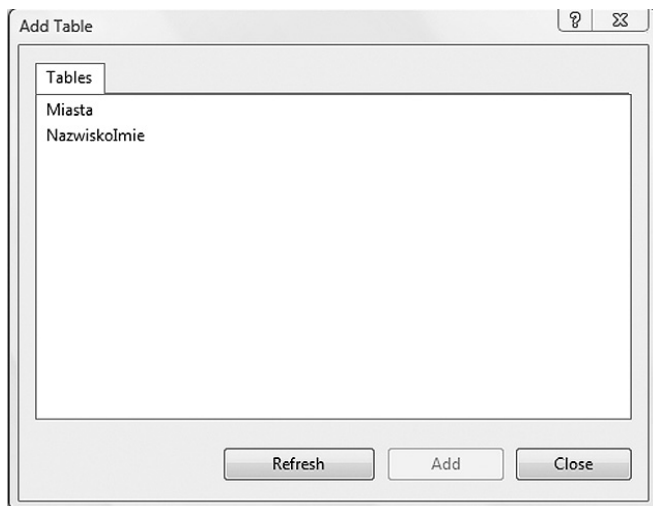 Add Table
Tables
Miasta
NazwiskoImie
Refresh Add Close